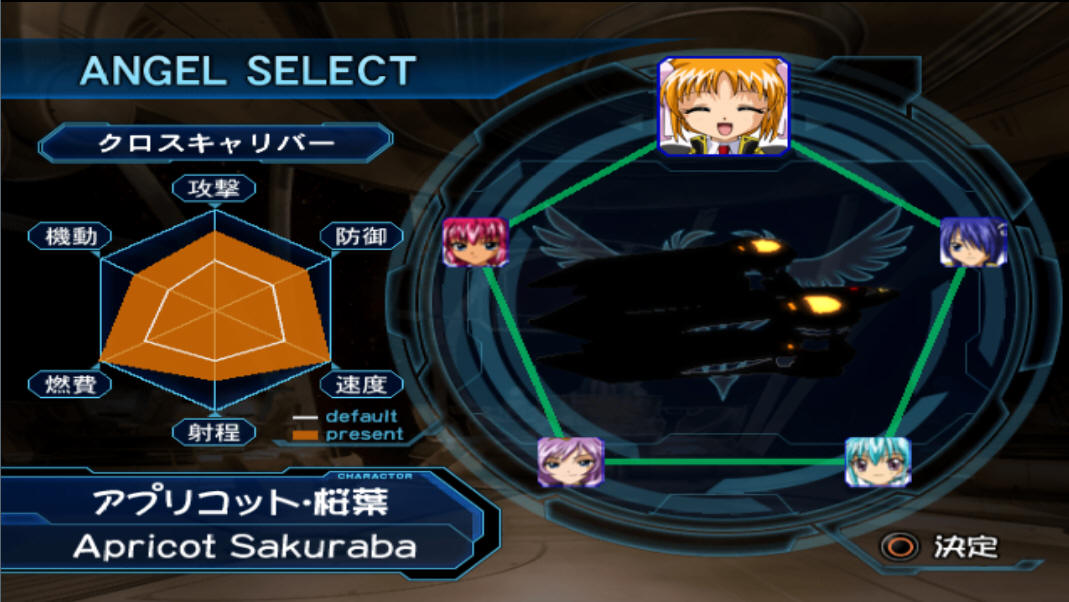 ANGEL SELECT
クロスキャリバー
攻撃
機動
防御
燃費
速度
射程
default
present
CHARACTOR
アプリコット・桜葉
Apricot Sakuraba
決定